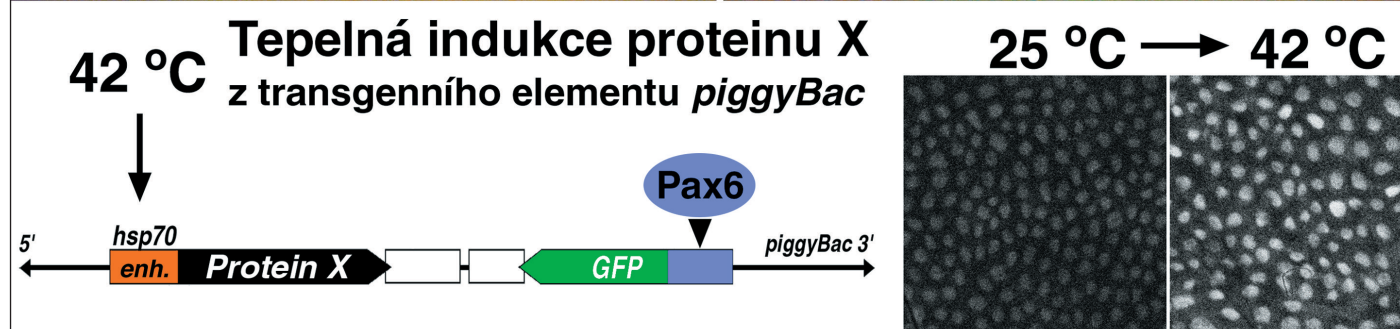 Tepelná indukce proteinu X
z transgenního elementu piggyBac
42 °C
25 °C
42 °C
Pax6
5'
hsp70
enh.
Protein X
GFP
piggyBac 3'